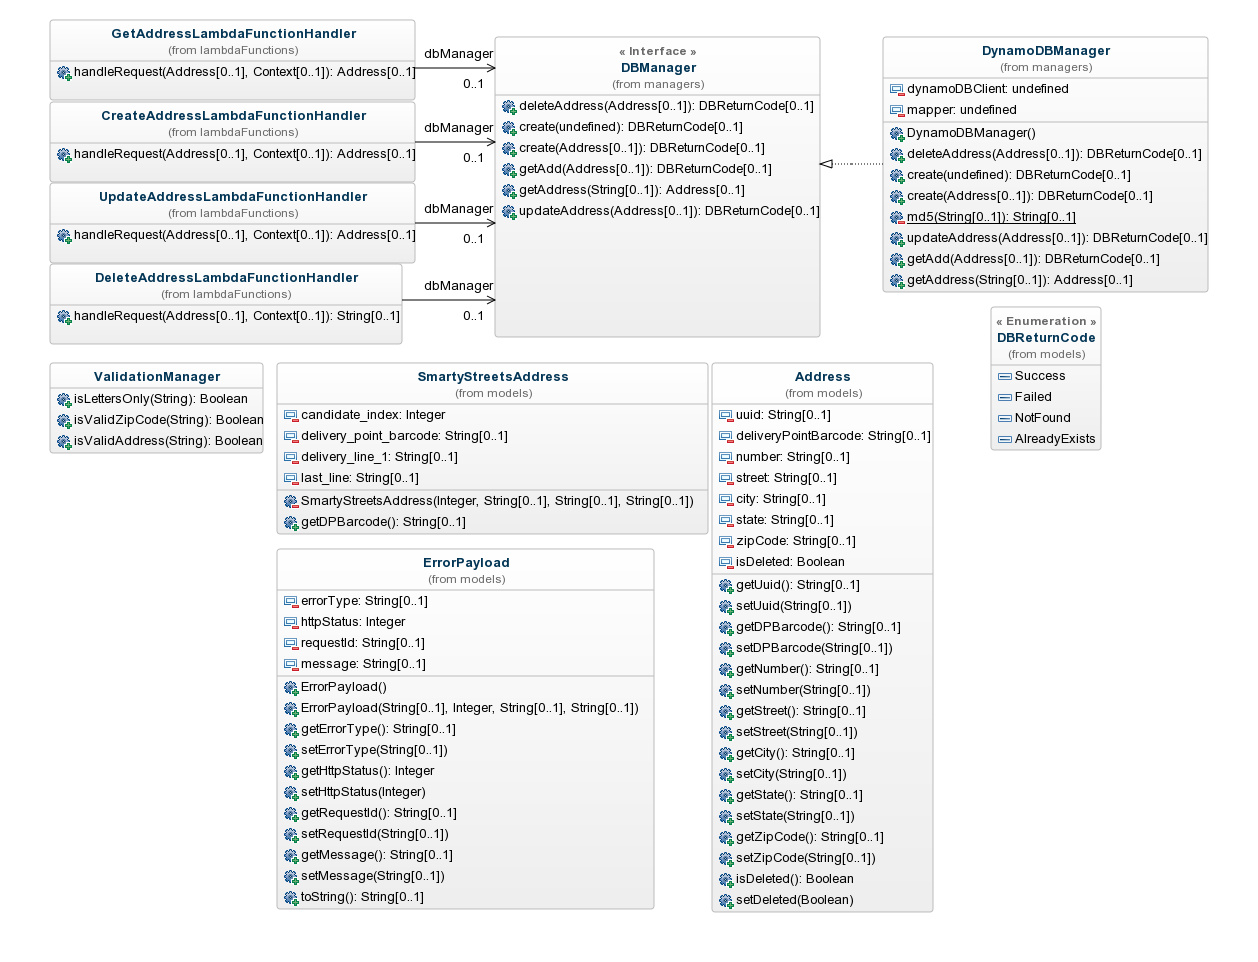 GetAddressLambdaFunctionHandler
(from lambdaFunctions)
handleRequest(Address[0..1], Context[0..1]): Address[0..1]
CreateAddressLambdaFunctionHandler
(from lambdaFunctions)
handleRequest(Address[0..1], Context[0..1]): Address[0..1]
UpdateAddressLambdaFunctionHandler
(from lambdaFunctions)
handleRequest(Address[0..1], Context[0..1]): Address[0..1]
DeleteAddressLambdaFunctionHandler
(from lambdaFunctions)
handleRequest(Address[0..1], Context[0..1]): String[0..1]
dbManager
0..1
dbManager
0..1
dbManager
0..1
dbManager
0..1
« Interface »
DBManager
(from managers)
deleteAddress(Address[0..1]): DBReturnCode[0..1]
create(undefined): DBReturnCode[0..1]
create(Address[0..1]): DBReturnCode[0..1]
getAdd(Address[0..1]): DBReturnCode[0..1]
getAddress(String[0..1]): Address[0..1]
updateAddress(Address[0..1]): DBReturnCode[0..1]
DynamoDBManager
(from managers)
dynamoDBClient: undefined
mapper: undefined
DynamoDBManager()
deleteAddress(Address[0..1]): DBReturnCode[0..1]
create(undefined): DBReturnCode[0..1]
create(Address[0..1]): DBReturnCode[0..1]
md5(String[0..1]): String[0..1]
updateAddress(Address[0..1]): DBReturnCode[0..1]
getAdd(Address[0..1]): DBReturnCode[0..1]
getAddress(String[0..1]): Address[0..1]
« Enumeration »
DBReturnCode
(from models)
Success
Failed
NotFound
AlreadyExists
ValidationManager
isLettersOnly(String): Boolean
isValidZipCode(String): Boolean
isValidAddress(String): Boolean
SmartyStreetsAddress
(from models)
candidate_index: Integer
delivery_point_barcode: String[0..1]
delivery_line_1: String[0..1]
last_line: String[0..1]
SmartyStreetsAddress(Integer, String[0..1], String[0..1], String[0..1])
getDPBarcode(): String[0..1]
ErrorPayload
(from models)
errorType: String[0..1]
httpStatus: Integer
requestId: String[0..1]
message: String[0..1]
ErrorPayload()
ErrorPayload(String[0..1], Integer, String[0..1], String[0..1])
getErrorType(): String[0..1]
setErrorType(String[0..1])
getHttpStatus(): Integer
setHttpStatus(Integer)
getRequestId(): String[0..1]
setRequestId(String[0..1])
getMessage(): String[0..1]
setMessage(String[0..1])
toString(): String[0..1]
Address
(from models)
uuid: String[0..1]
deliveryPointBarcode: String[0..1]
number: String[0..1]
street: String[0..1]
city: String[0..1]
state: String[0..1]
zipCode: String[0..1]
isDeleted: Boolean
getUuid(): String[0..1]
setUuid(String[0..1])
getDPBarcode(): String[0..1]
setDPBarcode(String[0..1])
getNumber(): String[0..1]
setNumber(String[0..1])
getStreet(): String[0..1]
setStreet(String[0..1])
getCity(): String[0..1]
setCity(String[0..1])
getState(): String[0..1]
setState(String[0..1])
getZipCode(): String[0..1]
setZipCode(String[0..1])
isDeleted(): Boolean
setDeleted(Boolean)